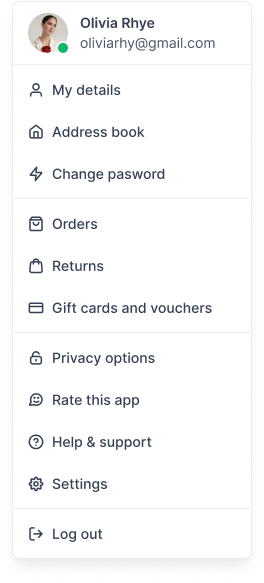 Olivia Rhye
oliviarhy@gmail.com
My details
Address book
Change pasword
Orders
Returns
Gift cards and vouchers
Privacy options
Rate this app
Help & support
Settings
Log out